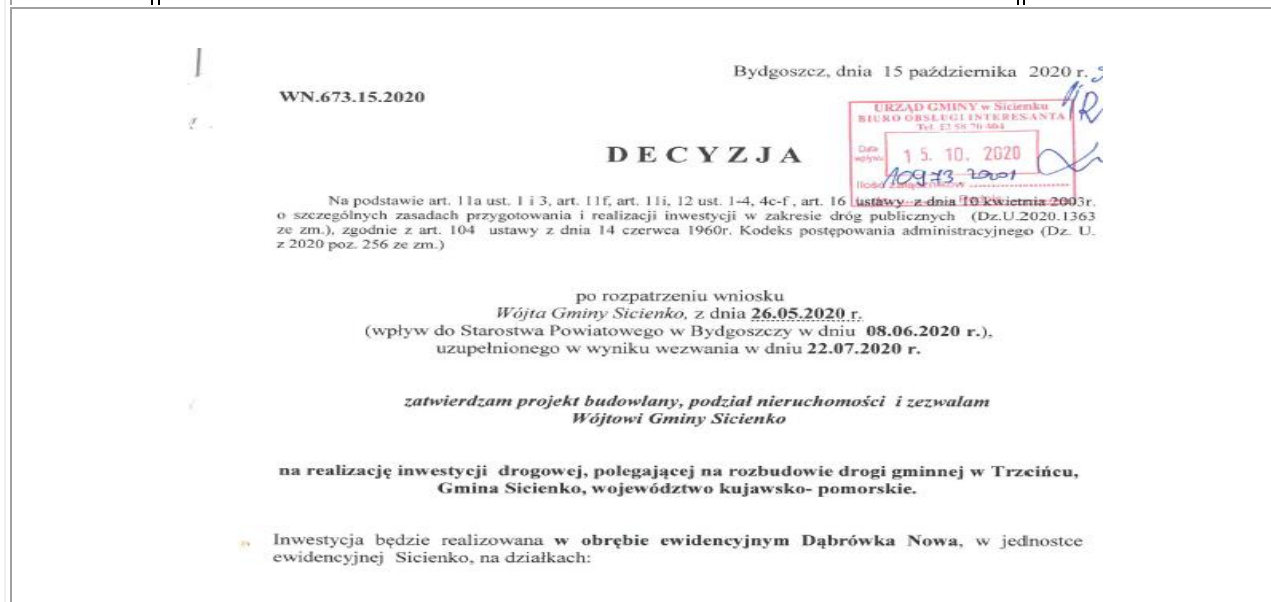 Bydgoszcz, dnia 15 października 2020 r.
WN.673.15.2020
URZĄD GMINY w Sicienku
BIURO OBSŁUGI INTERESANTA
Data
wpływu
15. 10. 2020
DECYZJA
Na podstawie art. 11a ust. 1 i 3, art. 11f, art. 11i, 12 ust. 1-4, 4c-f , art. 16 ustawy z dnia 10 kwietnia 2003r.
o szczególnych zasadach przygotowania i realizacji inwestycji w zakresie dróg publicznych (Dz.U.2020.1363
ze zm.), zgodnie z art. 104 ustawy z dnia 14 czerwca 1960r. Kodeks postępowania administracyjnego (Dz. U.
z 2020 poz. 256 ze zm.)
po rozpatrzeniu wniosku
Wójta Gminy Sicienko, z dnia 26.05.2020 r.
(wpływ do Starostwa Powiatowego w Bydgoszczy w dniu 08.06.2020 r.),
uzupełnionego w wyniku wezwania w dniu 22.07.2020 r.
zatwierdzam projekt budowlany, podział nieruchomości i zezwalam
Wójtowi Gminy Sicienko
na realizację inwestycji drogowej, polegającej na rozbudowie drogi gminnej w Trzcińcu,
Gmina Sicienko, województwo kujawsko- pomorskie.
Inwestycja będzie realizowana w obrębie ewidencyjnym Dąbrówka Nowa, w jednostce
ewidencyjnej Sicienko, na działkach: